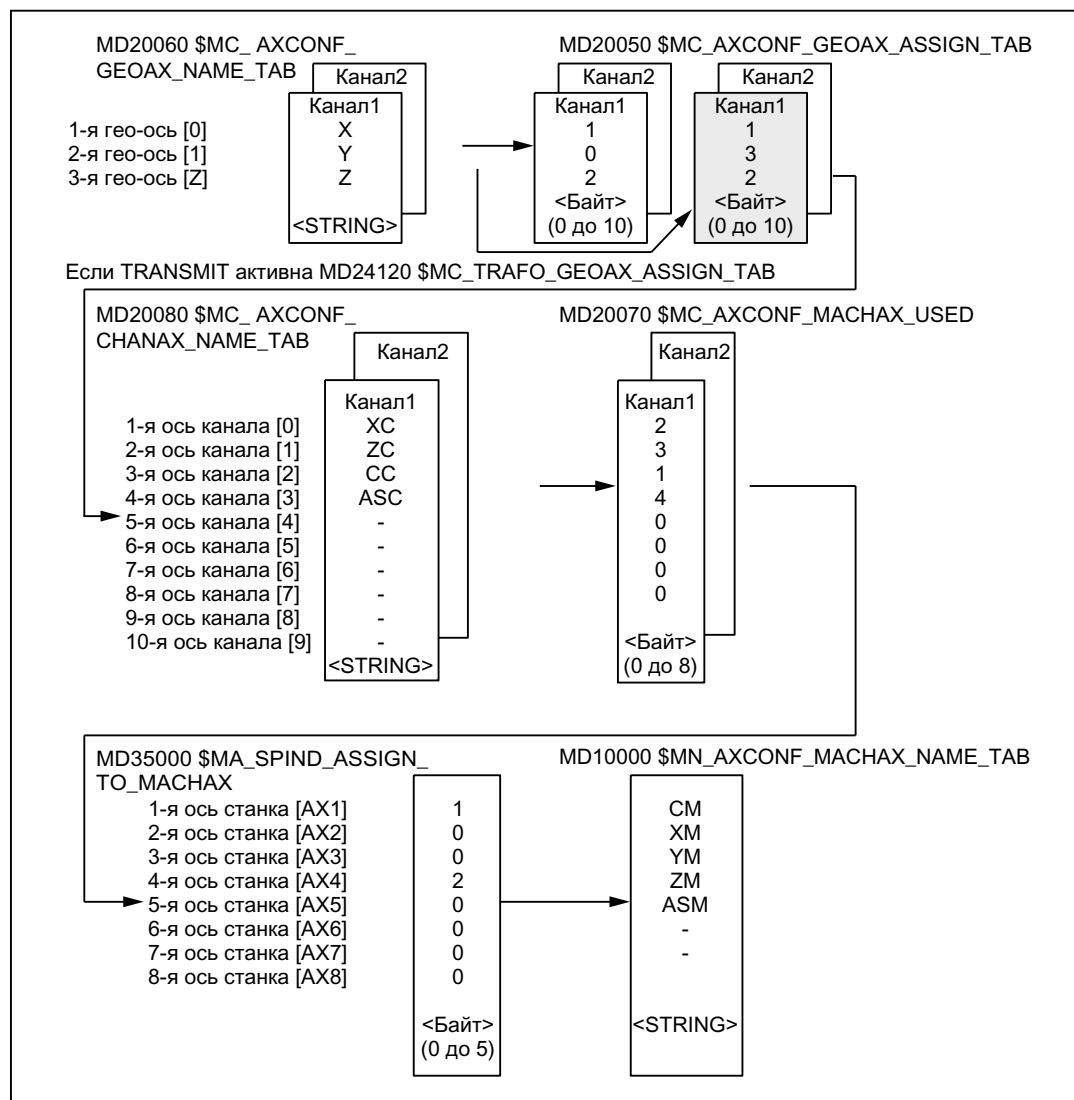 MD20060 $MC_ AXCONF_
GEOAX_NAME_TAB
MD20050 $MC_AXCONF_GEOAX_ASSIGN_TAB
Канал2
Канал1
X
Y
Z
<STRING>
1-я гео-ось [0]
2-я гео-ось [1]
3-я гео-ось [Z]
Канал2
Канал1
1
0
2
<Байт>
(0 до 10)
Канал2
Канал1
1
3
2
<Байт>
(0 до 10)
Если TRANSMIT активна MD24120 $MC_TRAFO_GEOAX_ASSIGN_TAB
MD20080 $MC_ AXCONF_
CHANAX_NAME_TAB
MD20070 $MC_AXCONF_MACHAX_USED
Канал2
Канал2
Канал1
Канал1
1-я ось канала [0] XC 2
2-я ось канала [1] ZC 3
3-я ось канала [2] CC 1
4-я ось канала [3] ASC 4
5-я ось канала [4] - 0
6-я ось канала [5] - 0
7-я ось канала [6] - 0
8-я ось канала [7] - 0
9-я ось канала [8] -
10-я ось канала [9] -
<STRING>
<Байт>
(0 до 8)
MD35000 $MA_SPIND_ASSIGN_
TO_MACHAX
MD10000 $MN_AXCONF_MACHAX_NAME_TAB
1-я ось станка [AX1] 1 CM
2-я ось станка [AX2] 0 XM
3-я ось станка [AX3] 0 YM
4-я ось станка [AX4] 2 ZM
5-я ось станка [AX5] 0 ASM
6-я ось станка [AX6] 0 -
7-я ось станка [AX7] 0 -
8-я ось станка [AX8] 0
<Байт>
(0 до 5)
<STRING>